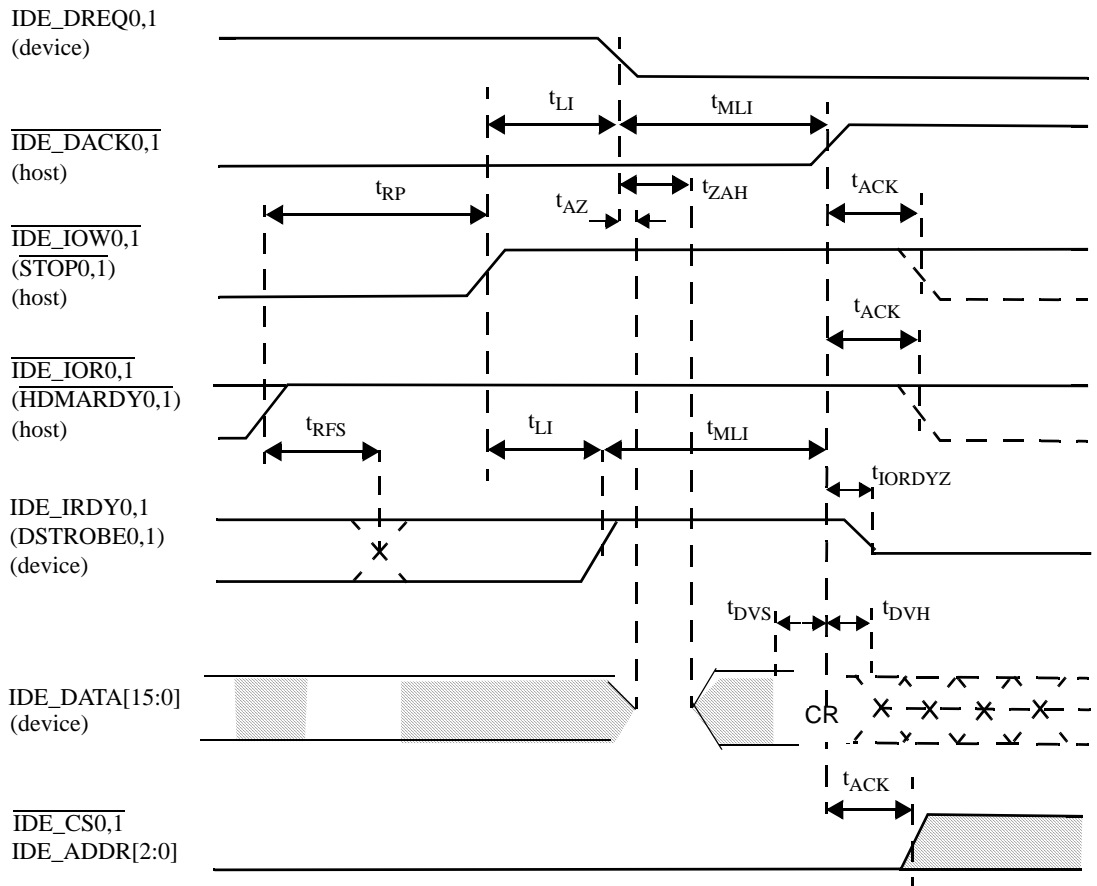 IDE_DREQ0,1
(device)
tLI
tMLI
IDE_DACK0,1
(host)
tRP
tAZ
tZAH
tACK
IDE_IOW0,1
(STOP0,1)
(host)
tACK
IDE_IOR0,1
(HDMARDY0,1)
(host)
tRFS
tLI
tMLI
tIORDYZ
IDE_IRDY0,1
(DSTROBE0,1)
(device)
tDVS
tDVH
IDE_DATA[15:0]
(device)
CR
tACK
IDE_CS0,1
IDE_ADDR[2:0]